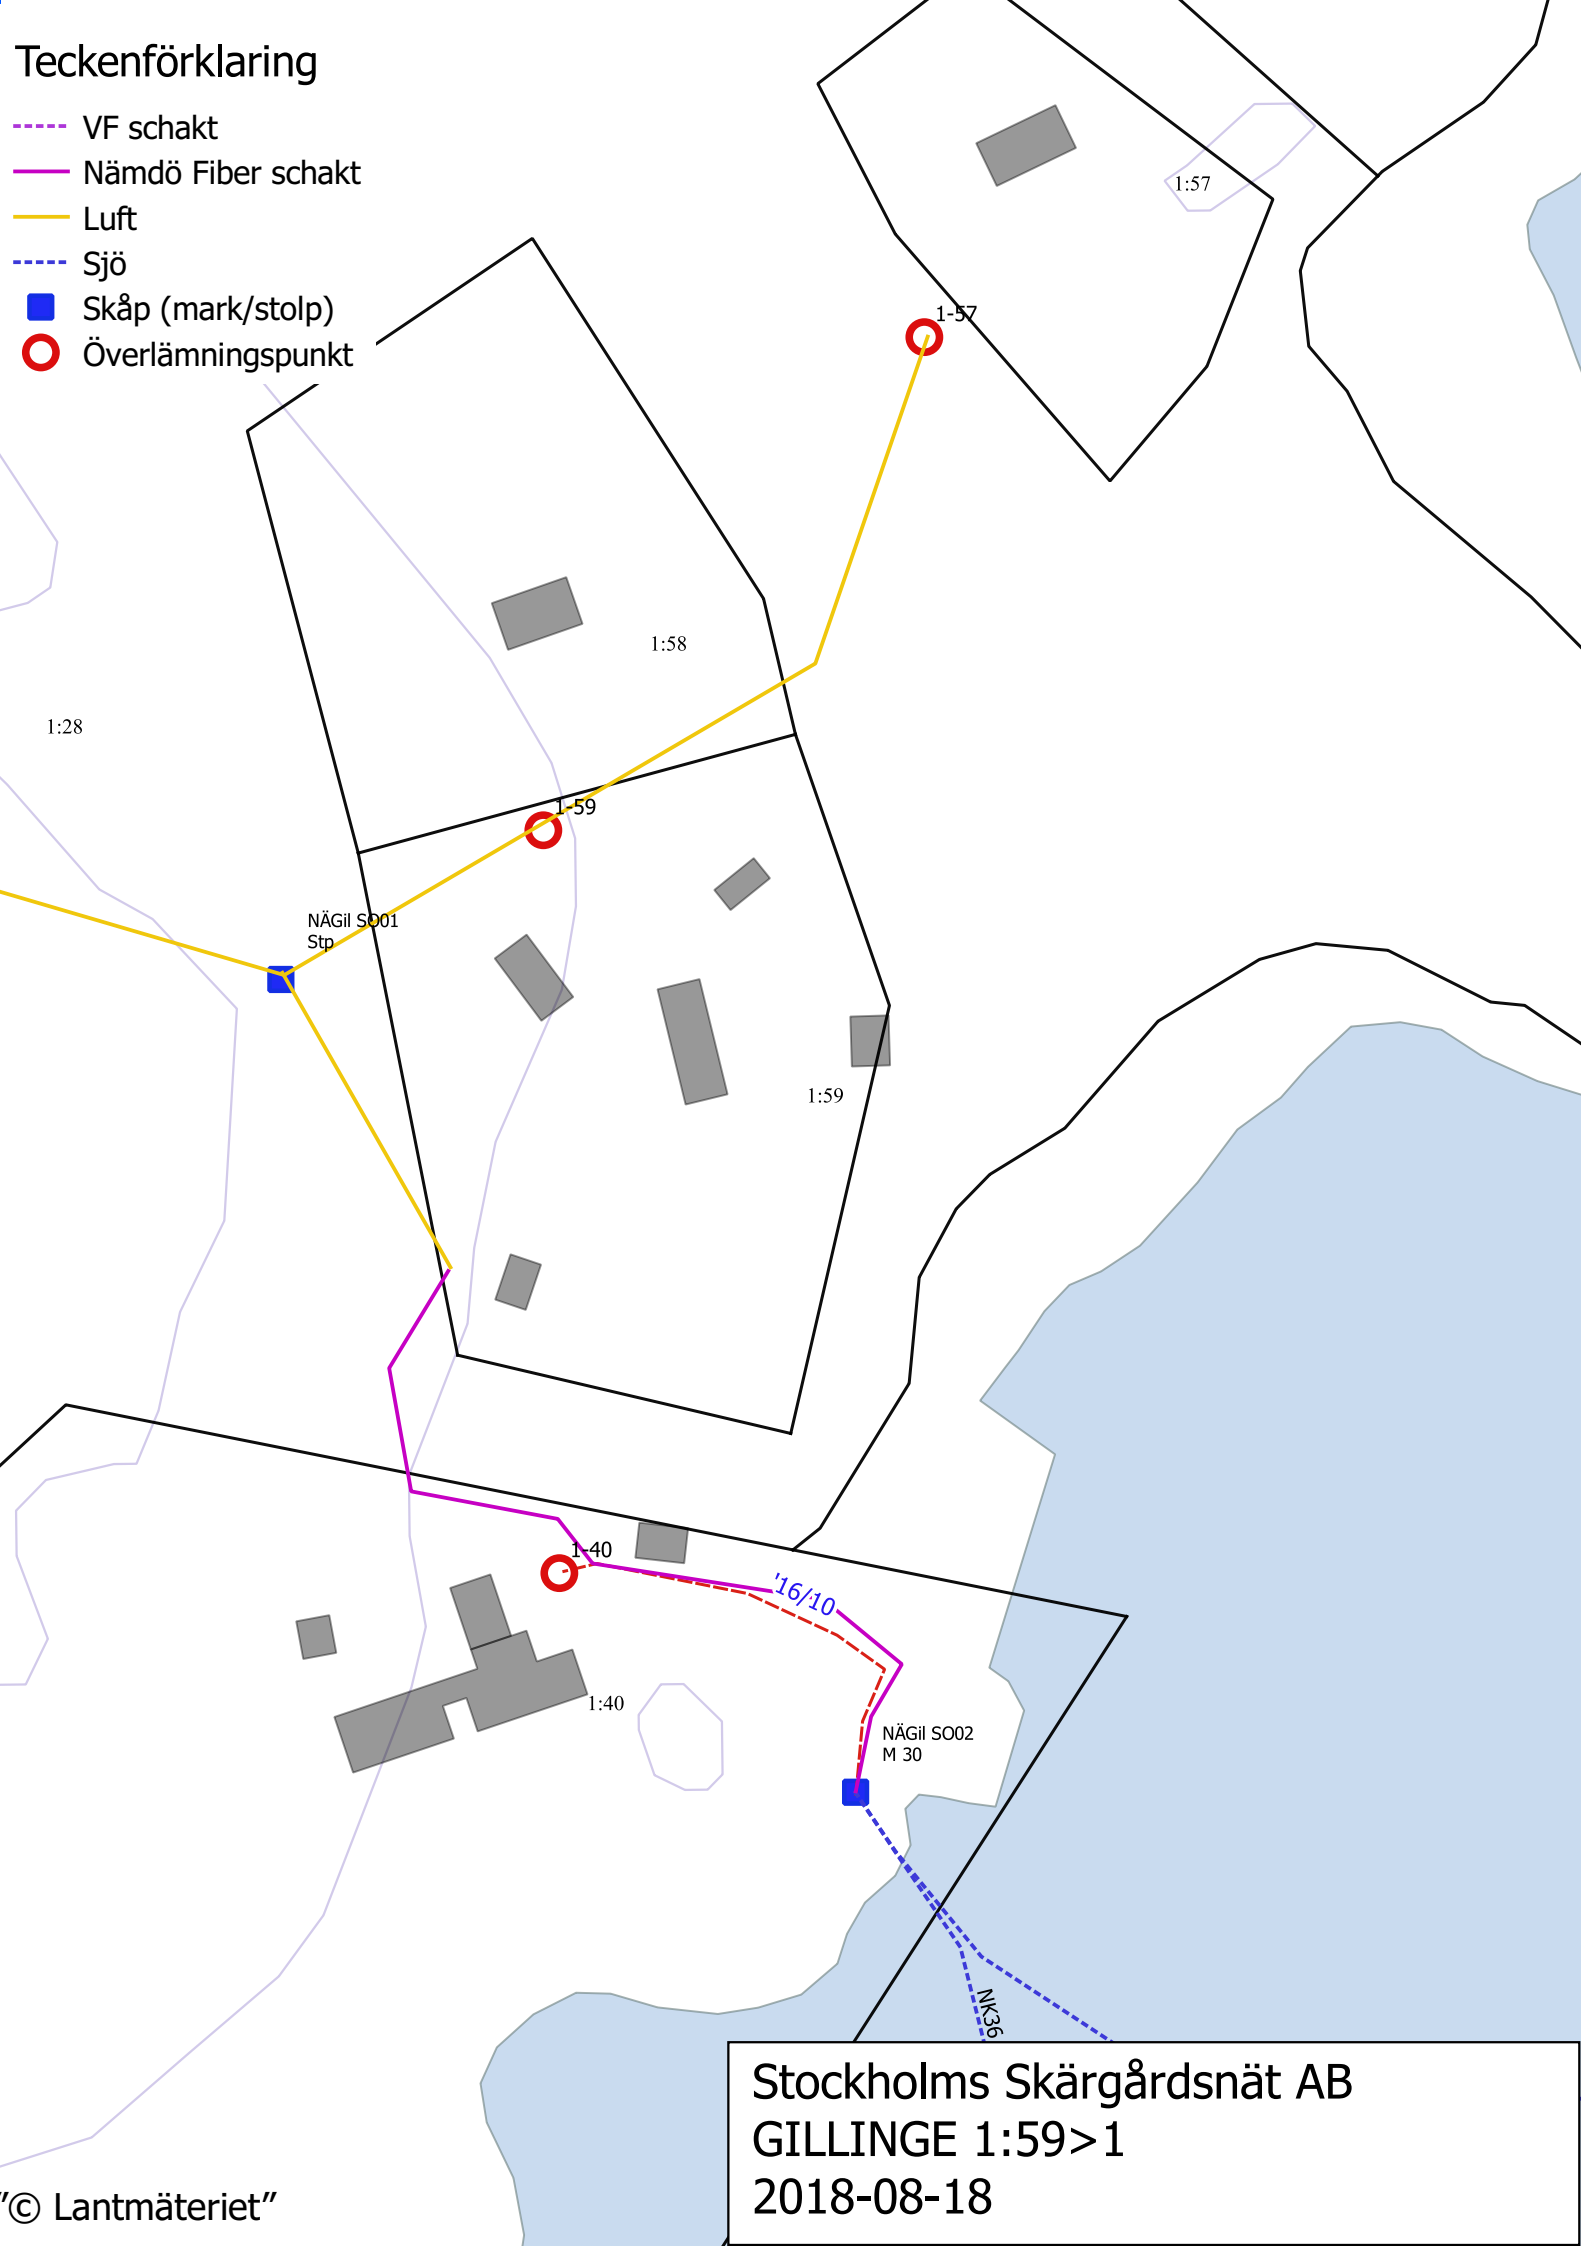 Teckenförklaring
VF schakt
Nämdö Fiber schakt
Luft
Sjö
Skåp (mark/stolp)
Överlämningspunkt
1:57
1-57
1:58
1:28
1-59
NÄGil SO01
Stp
1:59
1-40
'16/10
1:40
NÄGil SO02
M 30
NK36
Stockholms Skärgårdsnät AB
GILLINGE 1:59>1
2018-08-18
"© Lantmäteriet"